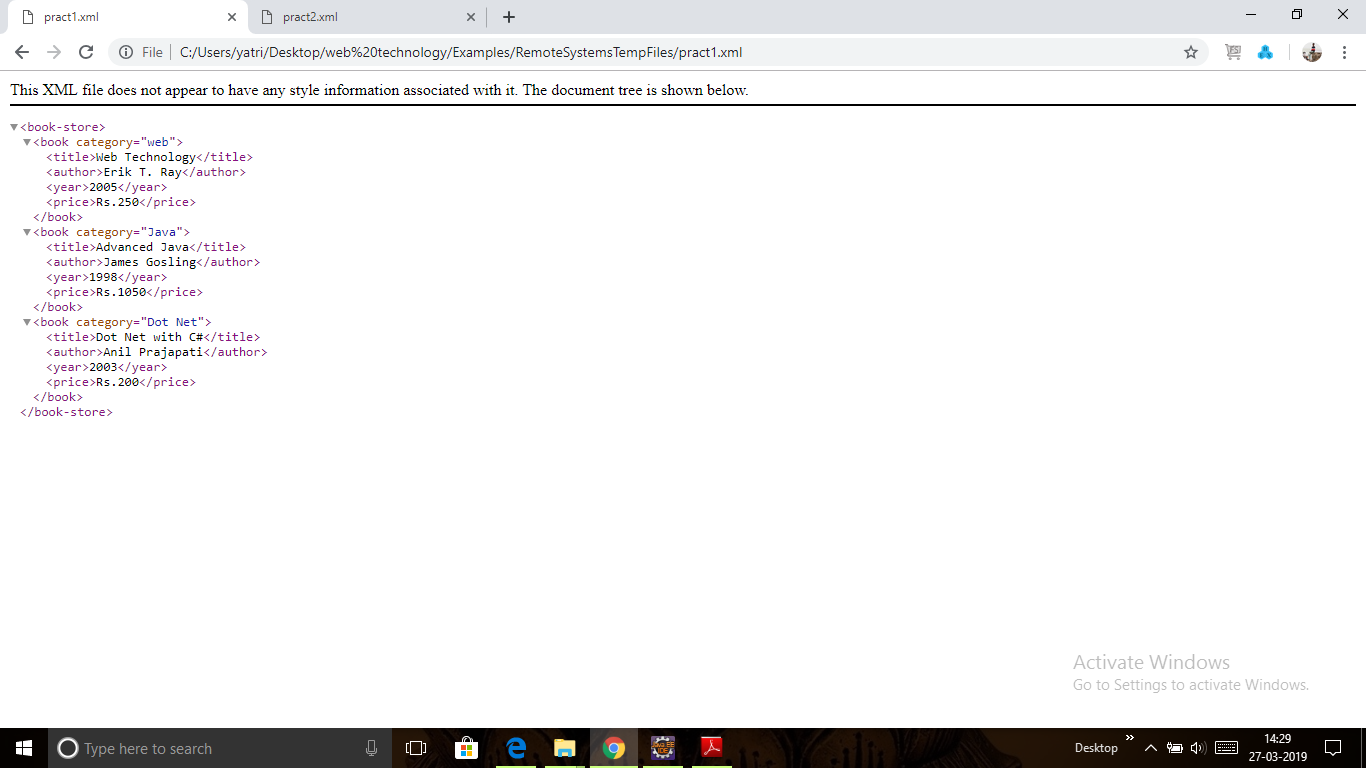 pract1.xml
pract2.xml
File
C:/Users/yatri/Desktop/web%20technology/Examples/RemoteSystemsTempFiles/pract1.xml
This XML file does not appear to have any style information associated with it. The document tree is shown below.
▼<book-store>
▼<book category="web">
<title>Web Technology</title>
<author>Erik T. Ray</author>
<year>2005</year>
<price>Rs.250</price>
</book>
▼<book category="Java">
<title>Advanced Java</title>
<author>James Gosling</author>
<year>1998</year>
<price>Rs.1050</price>
</book>
▼<book category="Dot Net">
<title>Dot Net with C#</title>
<author>Anil Prajapati</author>
<year>2003</year>
<price>Rs.200</price>
</book>
</book-store>
Activate Windows
Go to Settings to activate Windows.
Type here to search
Desktop
14:29
27-03-2019